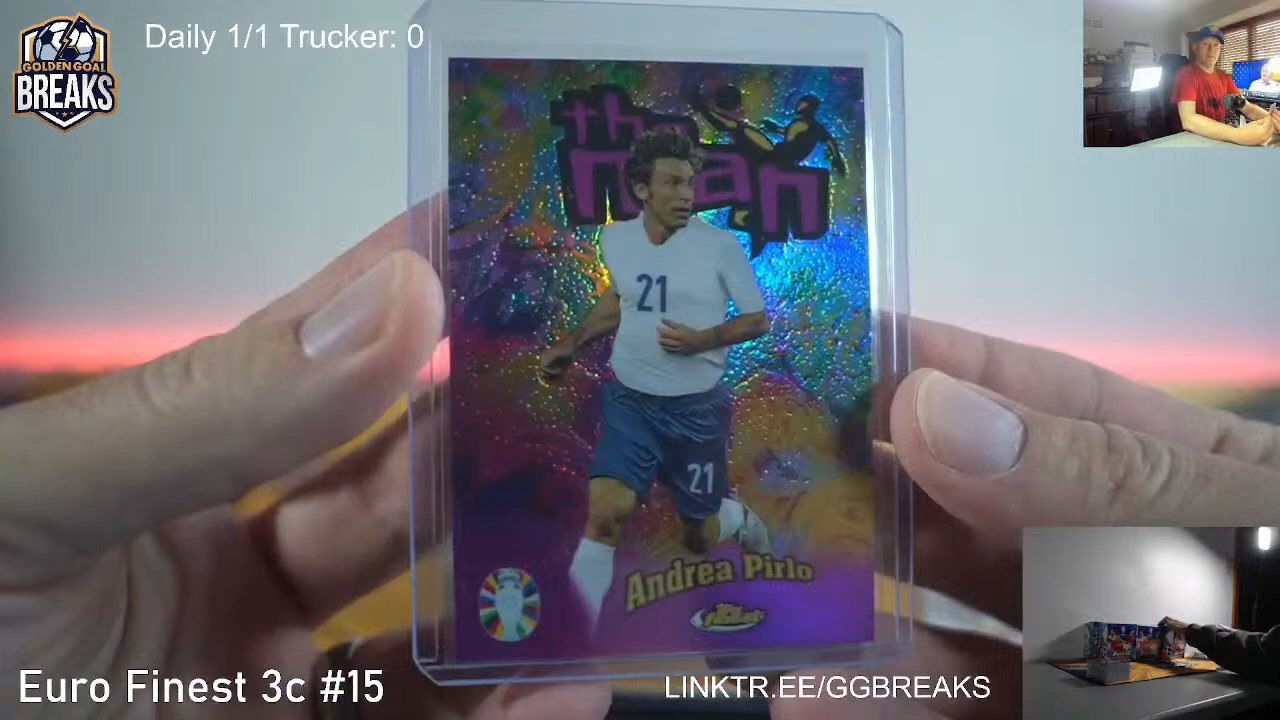 GOLDEN GOAL
BREAKS
Daily 1/1 Trucker: 0
the
man
21
21
Andrea Pirlo
Topps
Finest
Euro Finest 3c #15
LINKTR.EE/GGBREAKS